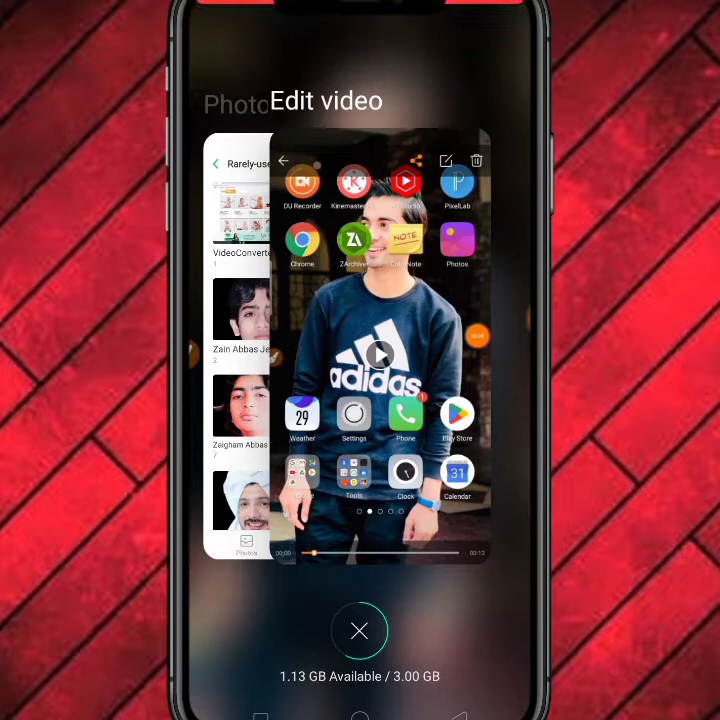 Photo
Edit video
Rarely-use
DU Recorder
Kinemaster
PixelLab
NOTE
Chrome
ZArchiver
Photos
VideoConverte
1
Zain Abbas Je
2
adidas
29
1
Weather
Settings
Phone
Play Store
Zaigham Abbas
7
31
Tools
Clock
Calendar
Photos
00:00
00:12
1.13 GB Available / 3.00 GB